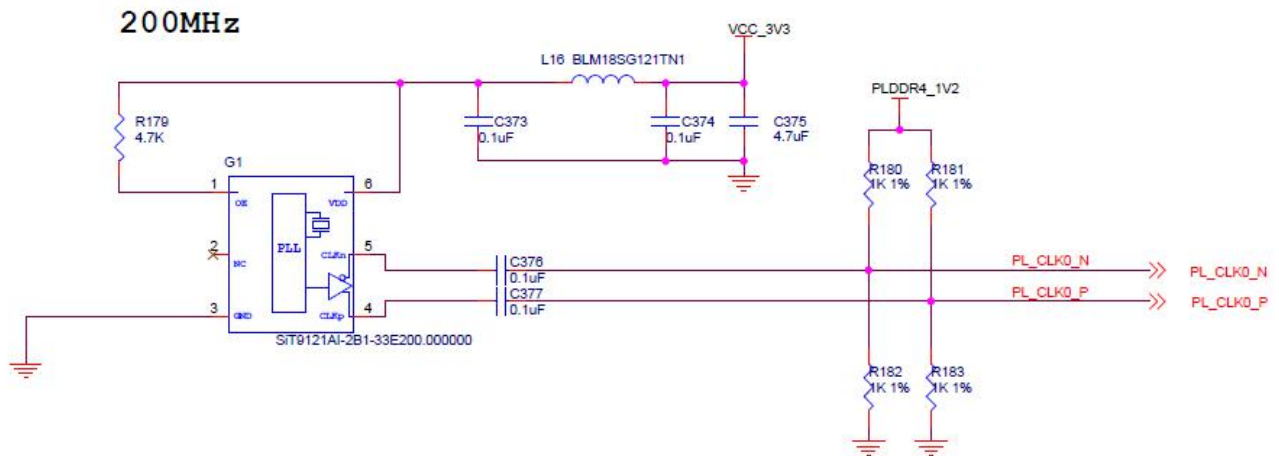 200MHz
VCC_3V3
L16 BLM18SG121TN1
PLDDR4_1V2
R179
4.7K
C373
0.1uF
C374
0.1uF
C375
4.7uF
G1
R180
1K 1%
R181
1K 1%
1
6
OE
VDD
PLL
2
5
NC
CLKn
C376
0.1uF
PL_CLK0_N
PL_CLK0_N
3
4
GND
CLKp
C377
0.1uF
PL_CLK0_P
PL_CLK0_P
SiT9121AI-2B1-33E200.000000
R182
1K 1%
R183
1K 1%